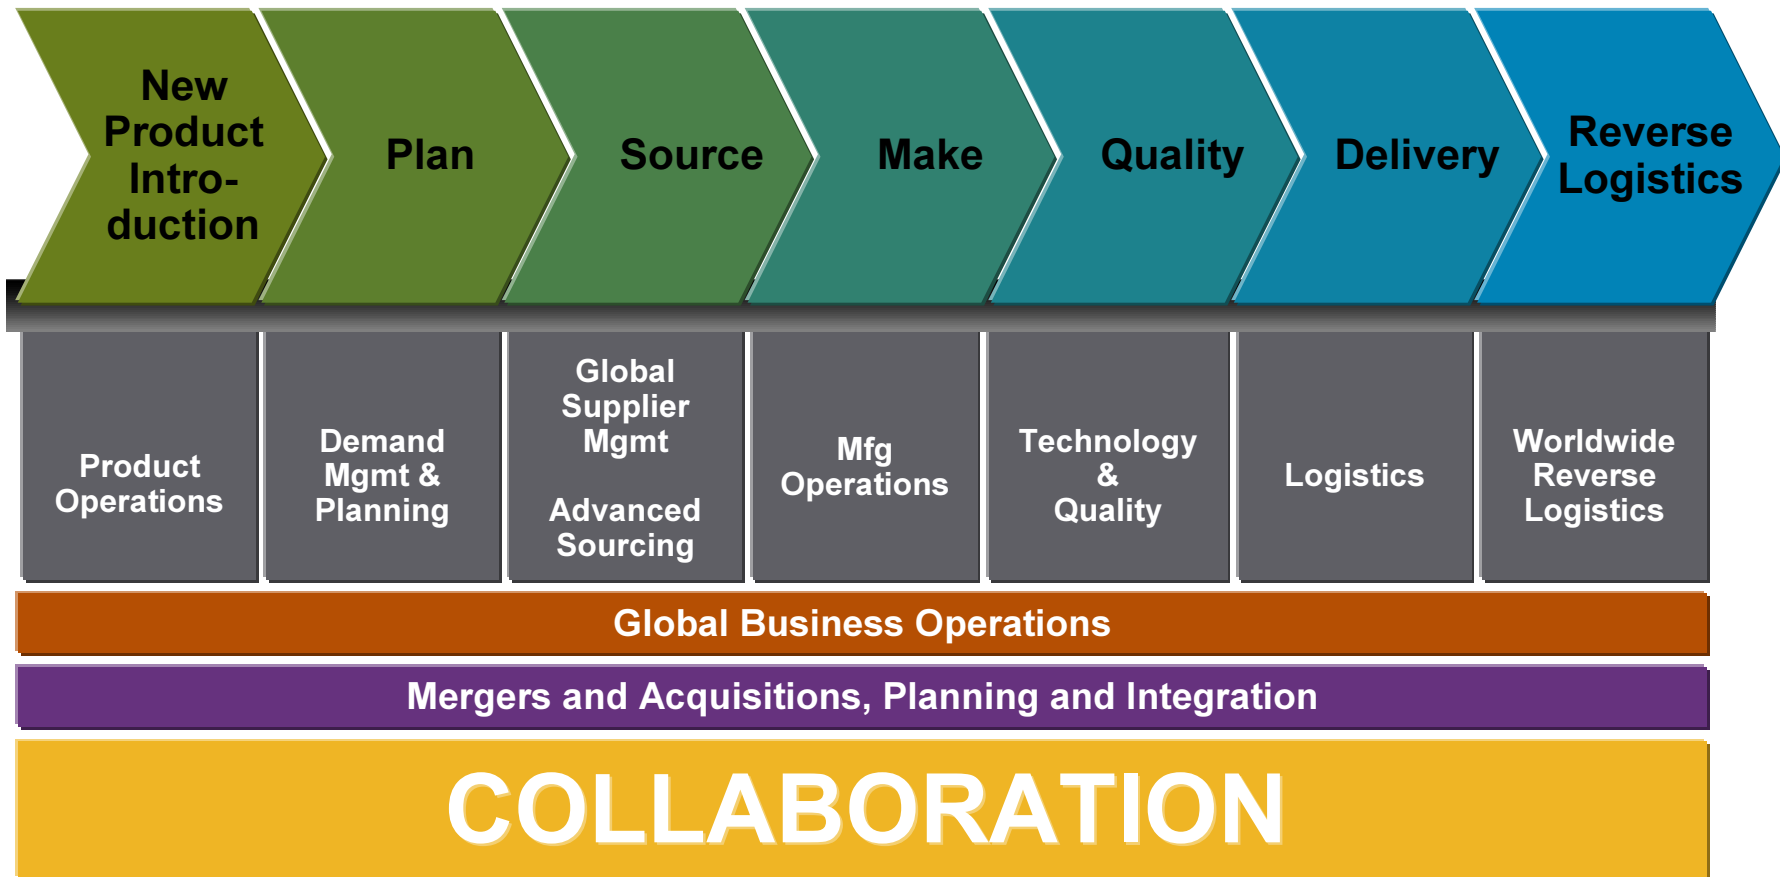 New
Product
Intro-
duction
Plan
Source
Make
Quality
Delivery
Reverse
Logistics
Product
Operations
Demand
Mgmt &
Planning
Global
Supplier
Mgmt
Advanced
Sourcing
Mfg
Operations
Technology
&
Quality
Logistics
Worldwide
Reverse
Logistics
Global Business Operations
Mergers and Acquisitions, Planning and Integration
COLLABORATION